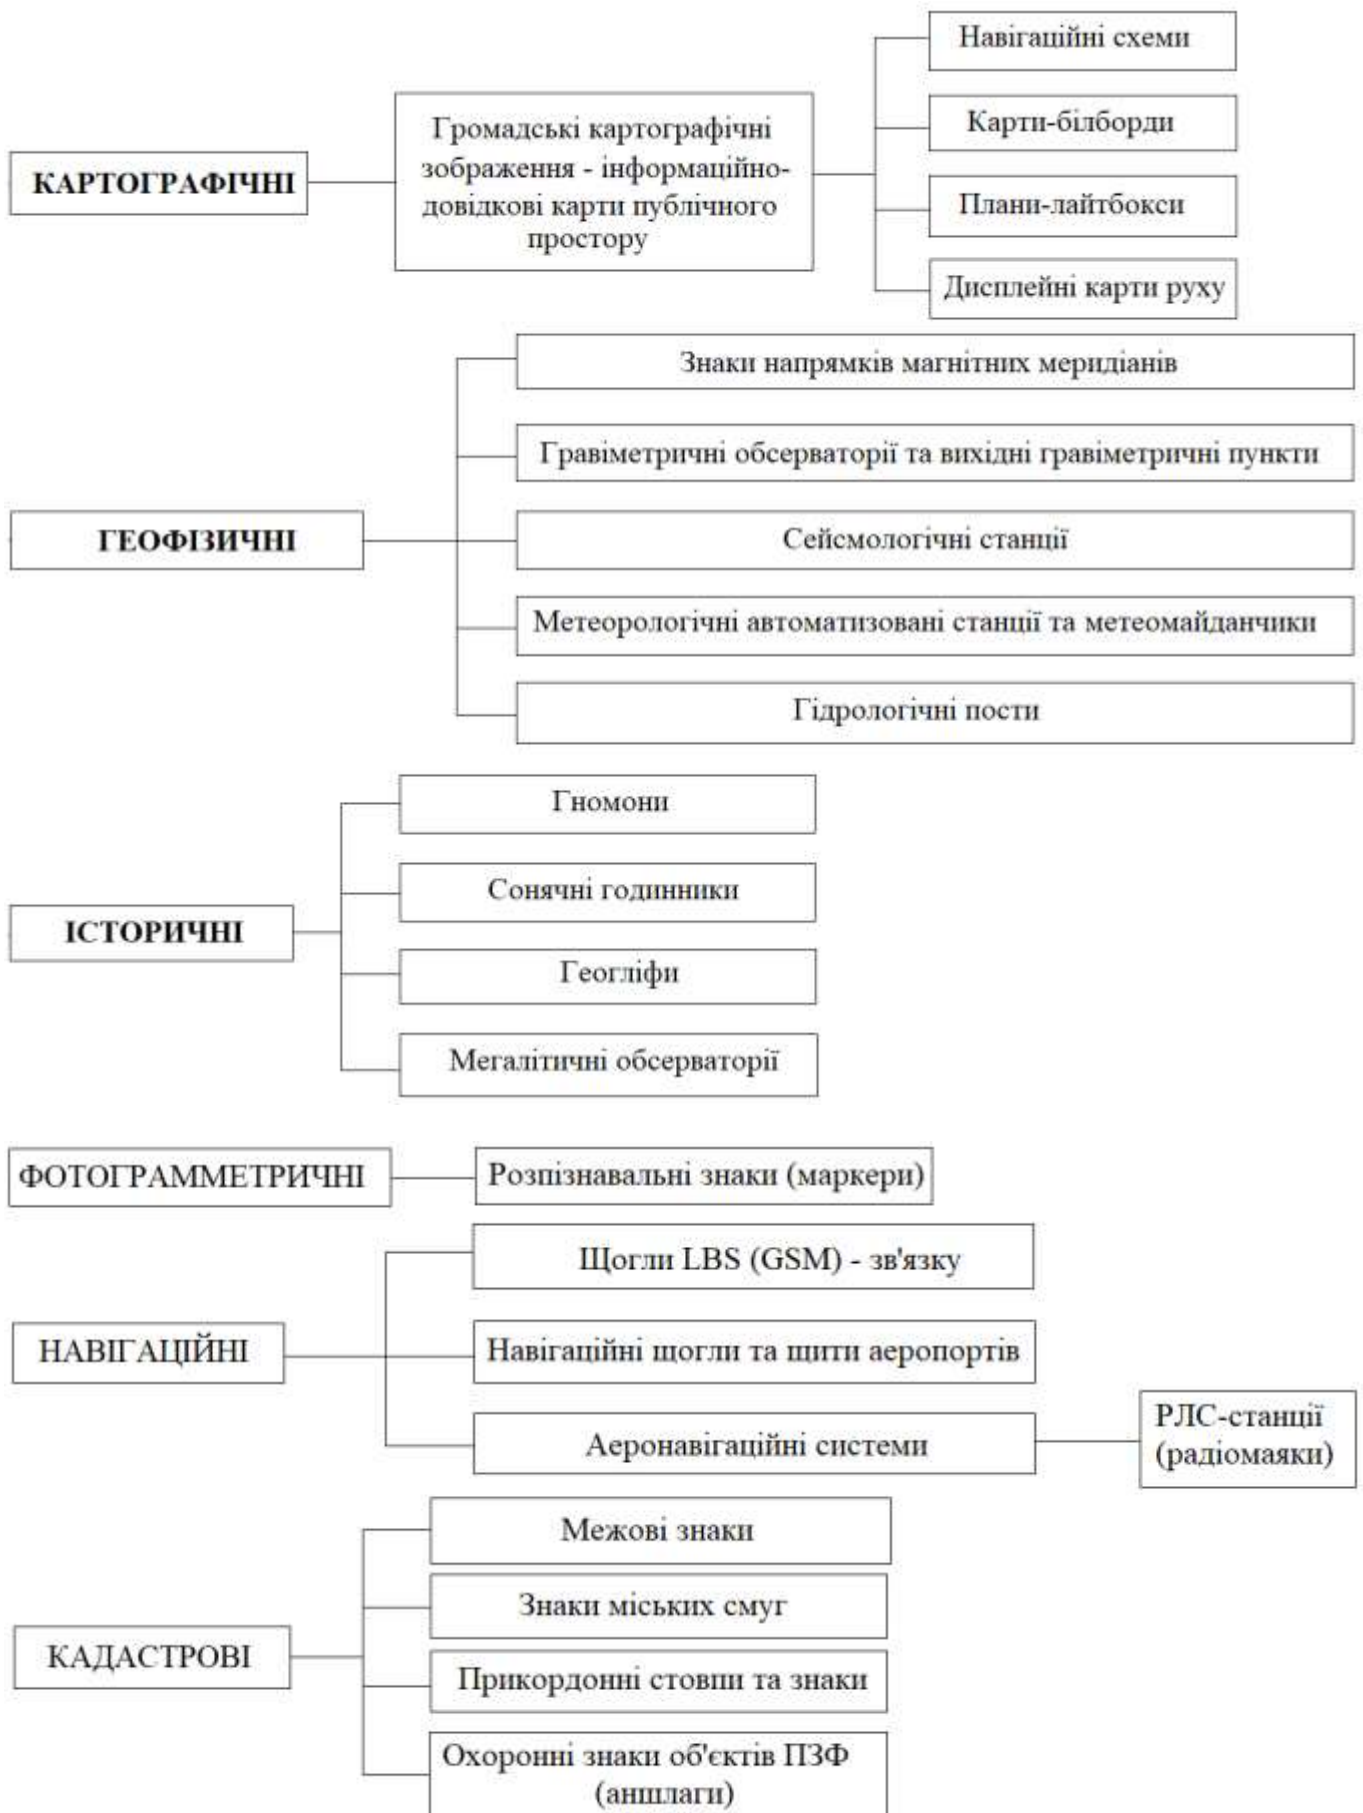 КАРТОГРАФІЧНІ
Громадські картографічні
зображення - інформаційно-
довідкові карти публічного
простору
Навігаційні схеми
Карти-білборди
Плани-лайтбокси
Дисплейні карти руху
ГЕОФІЗИЧНІ
Знаки напрямків магнітних меридіанів
Гравіметричні обсерваторії та вихідні гравіметричні пункти
Сейсмологічні станції
Метеорологічні автоматизовані станції та метеомайданчики
Гідрологічні пости
ІСТОРИЧНІ
Гномони
Сонячні годинники
Геогліфи
Мегалітичні обсерваторії
ФОТОГРАММЕТРИЧНІ
Розпізнавальні знаки (маркери)
НАВІГАЦІЙНІ
Щогли LBS (GSM) - зв'язку
Навігаційні щогли та щити аеропортів
Аеронавігаційні системи
РЛС-станції
(радіомаяки)
КАДАСТРОВІ
Межові знаки
Знаки міських смуг
Прикордонні стовпи та знаки
Охоронні знаки об'єктів ПЗФ
(аншлаги)